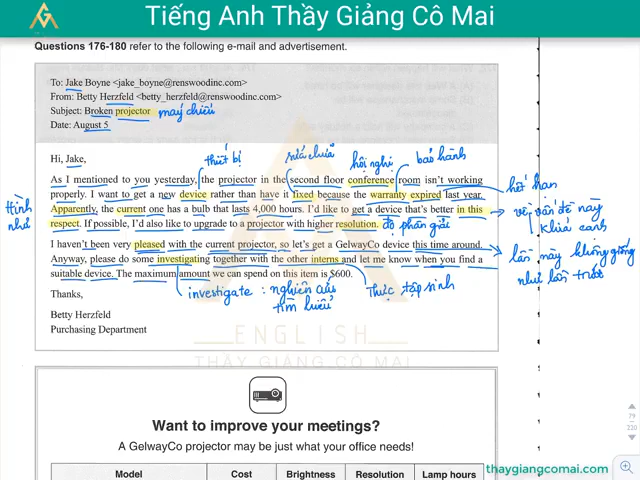 Tiếng Anh Thầy Giảng Cô Mai
Questions 176-180 refer to the following e-mail and advertisement.
To: Jake Boyne <jake_boyne@renswoodinc.com>
From: Betty Herzfeld <betty_herzfeld@renswoodinc.com>
Subject: Broken projector máy chiếu
Date: August 5
Hi, Jake,
thiết bị sửa chữa hội nghị bảo hành
As I mentioned to you yesterday, the projector in the second floor conference room isn't working
properly. I want to get a new device rather than have it fixed because the warranty expired last year.
hết hạn
Apparently, the current one has a bulb that lasts 4,000 hours. I'd like to get a device that's better in this
hình như
về vấn đề này
khía cạnh
respect. If possible, I'd also like to upgrade to a projector with higher resolution. độ phân giải
I haven't been very pleased with the current projector, so let's get a GelwayCo device this time around.
lần này không giống
như lần trước
Anyway, please do some investigating together with the other interns and let me know when you find a
suitable device. The maximum amount we can spend on this item is $600.
investigate : nghiên cứu
tìm hiểu
thực tập sinh
Thanks,
Betty Herzfeld
Purchasing Department
ENGLISH
THẦY GIẢNG CÔ MAI
Want to improve your meetings?
A GelwayCo projector may be just what your office needs!
Model Cost Brightness Resolution Lamp hours
79
220
thaygiangcomai.com